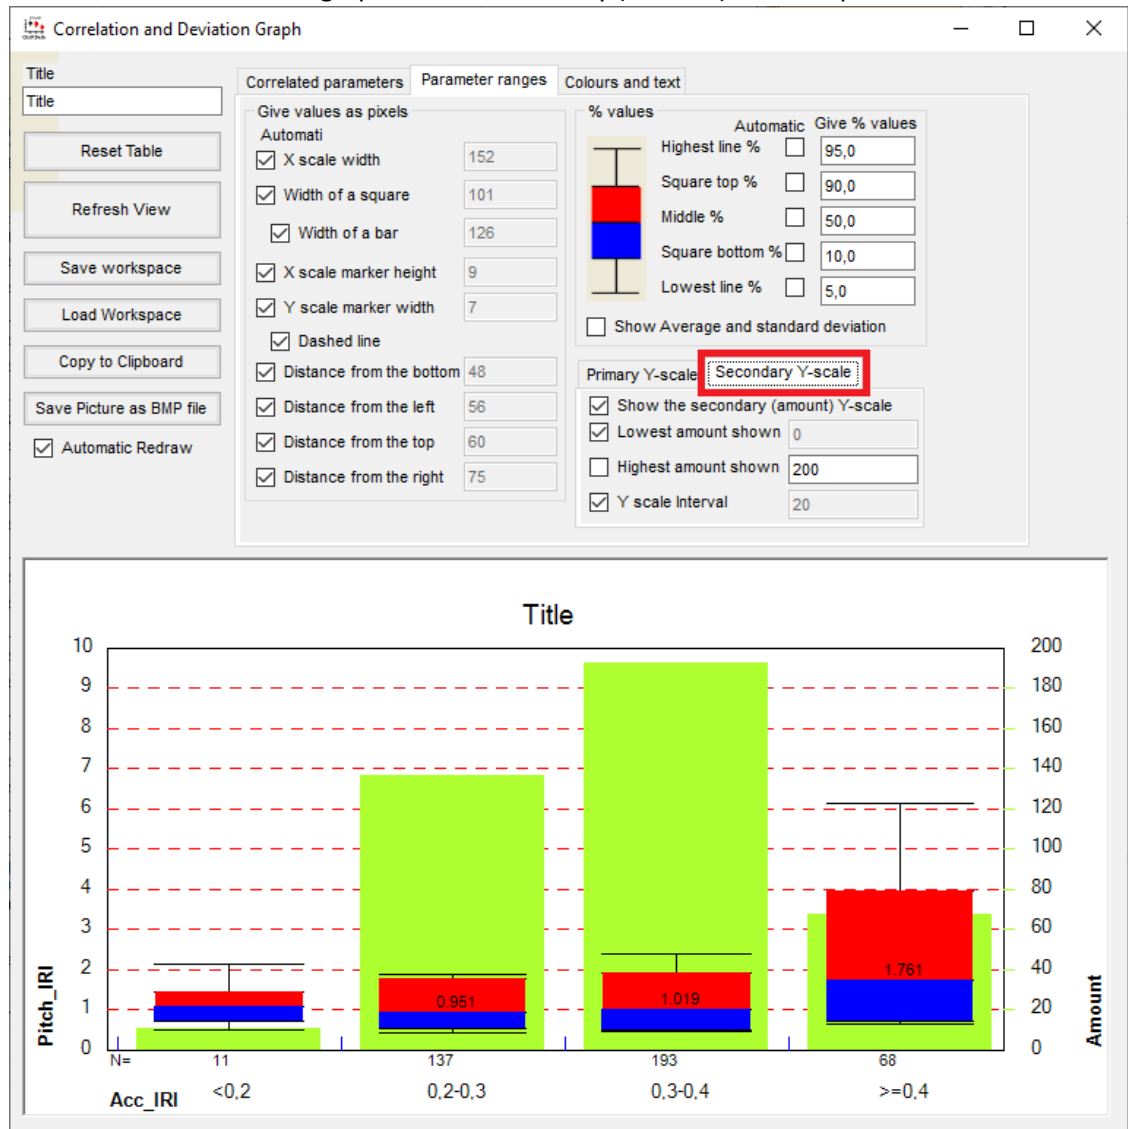 Correlation and Deviation Graph
Title
Title
Reset Table
Refresh View
Save workspace
Load Workspace
Copy to Clipboard
Save Picture as BMP file
Automatic Redraw
Correlated parameters Parameter ranges Colours and text
Give values as pixels
Automati
X scale width 152
Width of a square 101
Width of a bar 126
X scale marker height 9
Y scale marker width 7
Dashed line
Distance from the bottom 48
Distance from the left 56
Distance from the top 60
Distance from the right 75
% values
Automatic Give % values
Highest line % 95,0
Square top % 90,0
Middle % 50,0
Square bottom % 10,0
Lowest line % 5,0
Show Average and standard deviation
Primary Y-scale Secondary Y-scale
Show the secondary (amount) Y-scale
Lowest amount shown 0
Highest amount shown 200
Y scale Interval 20
Title
10 200
9 180
8 160
7 140
6 120
5 100
4 80
3 60
2 1.761 40
1 0.951 1.019 20
0 0
Pitch_IRI
Amount
N= 11 137 193 68
Acc_IRI <0,2 0,2-0,3 0,3-0,4 >=0,4